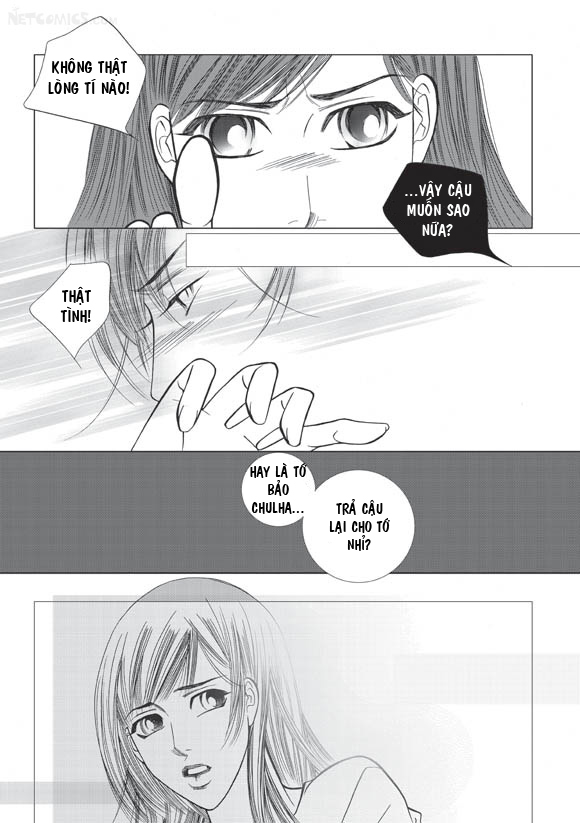 NETCOMICS.com
KHÔNG THẬT
LÒNG TÍ NÀO!
...VẬY CẬU
MUỐN SAO
NỮA?
THẬT
TÌNH!
HAY LÀ TỚ
BẢO
CHULHA...
TRẢ CẬU
LẠI CHO TỚ
NHỈ?